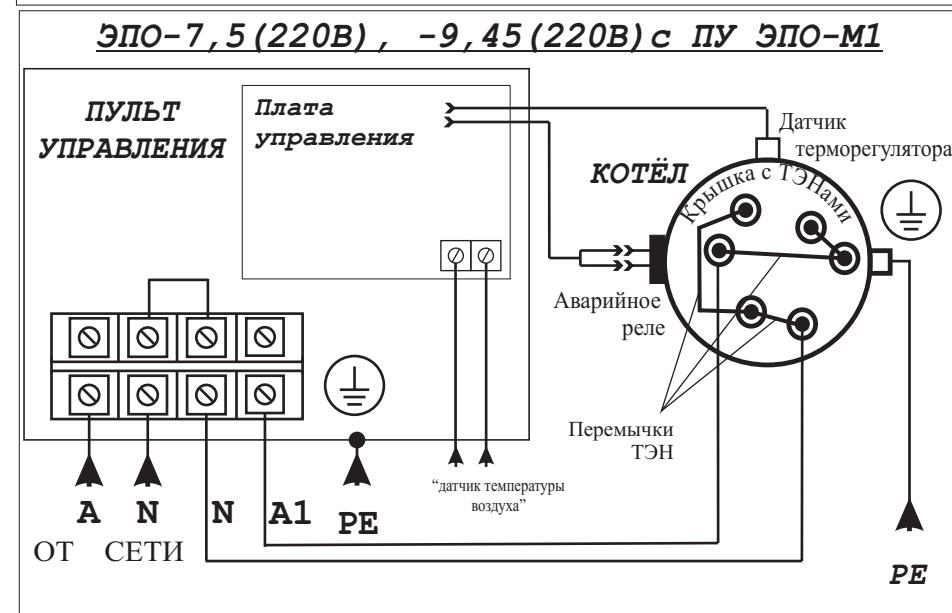 ЭПО-7,5(220В), -9,45(220В)с ПУ ЭПО-М1
ПУЛЬТ
УПРАВЛЕНИЯ
Плата
управления
КОТЁЛ
Датчик
терморегулятора
Крышка с ТЭНами
Аварийное
реле
Перемычки
ТЭН
“датчик температуры
воздуха”
A N N A1 PE
ОТ СЕТИ
PE